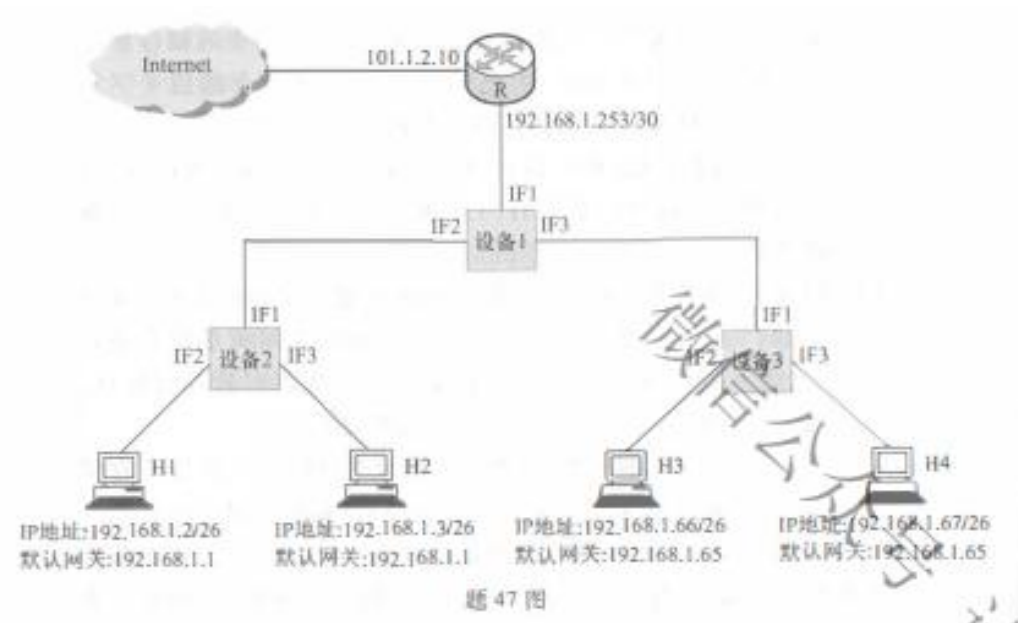 Internet
101.1.2.10
R
192.168.1.253/30
IF1
IF2
设备1
IF3
IF1
IF2
设备2
IF3
IF1
IF2
设备3
IF3
H1
H2
H3
H4
IP地址:192.168.1.2/26
默认网关:192.168.1.1
IP地址:192.168.1.3/26
默认网关:192.168.1.1
IP地址:192.168.1.66/26
默认网关:192.168.1.65
IP地址:192.168.1.67/26
默认网关:192.168.1.65
题 47 图
微信公众号